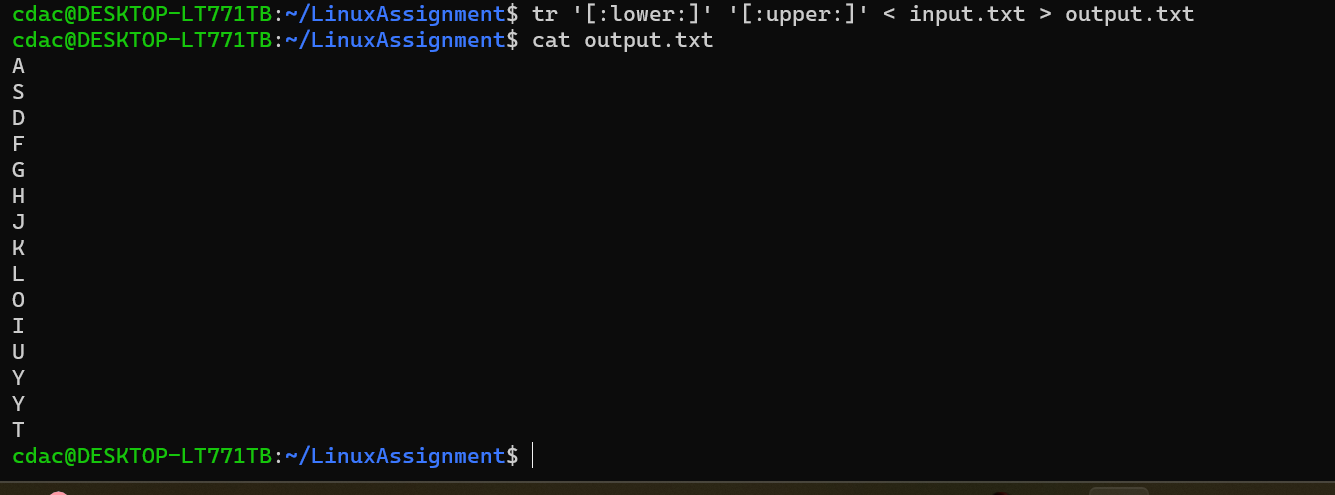 cdac@DESKTOP-LT771TB:~/LinuxAssignment$ tr '[:lower:]' '[:upper:]' < input.txt > output.txt
cdac@DESKTOP-LT771TB:~/LinuxAssignment$ cat output.txt
A
S
D
F
G
H
J
K
L
O
I
U
Y
Y
T
cdac@DESKTOP-LT771TB:~/LinuxAssignment$